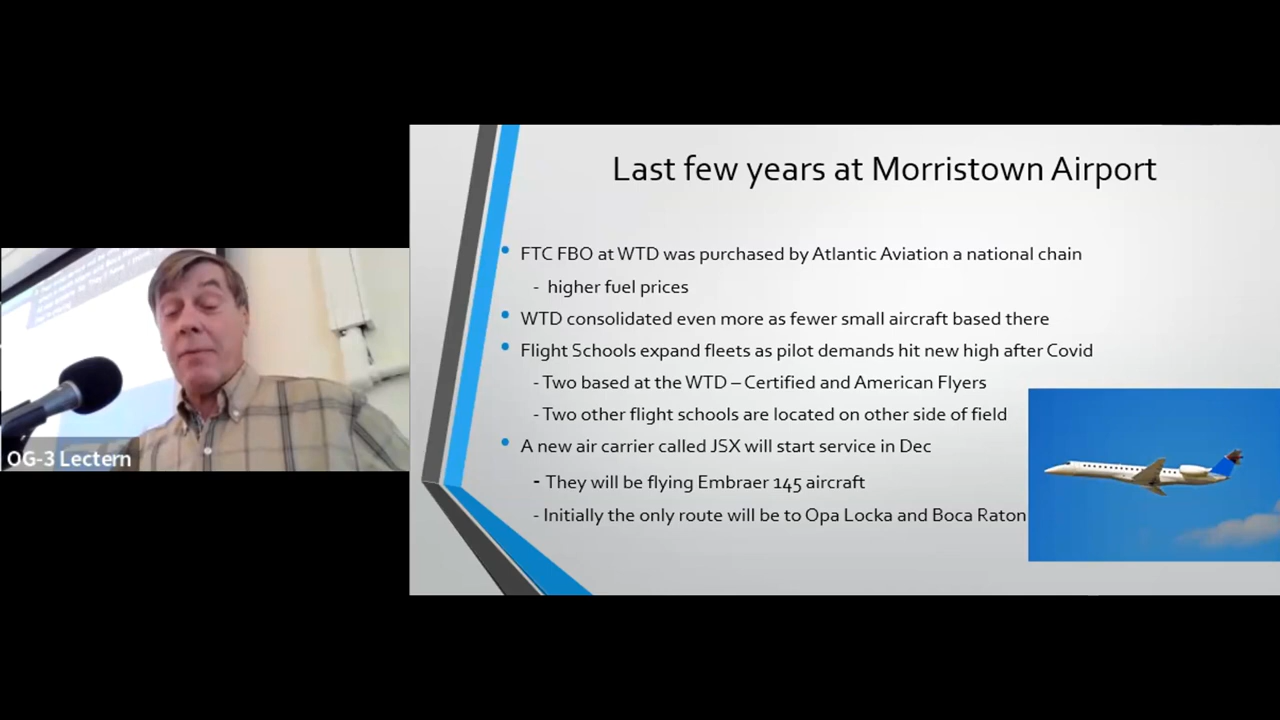 Last few years at Morristown Airport
• FTC FBO at WTD was purchased by Atlantic Aviation a national chain
- higher fuel prices
• WTD consolidated even more as fewer small aircraft based there
• Flight Schools expand fleets as pilot demands hit new high after Covid
- Two based at the WTD – Certified and American Flyers
- Two other flight schools are located on other side of field
• A new air carrier called JSX will start service in Dec
- They will be flying Embraer 145 aircraft
- Initially the only route will be to Opa Locka and Boca Raton
OG-3 Lectern